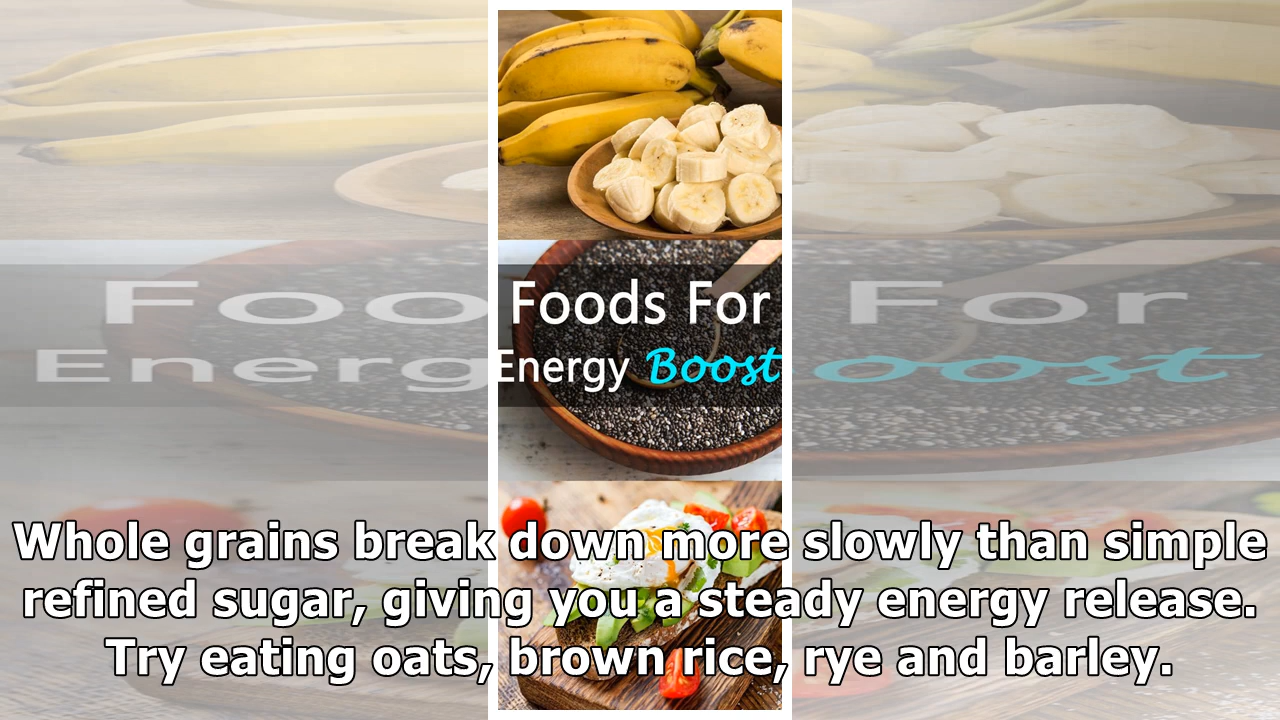 Foods For
Energy Boost
Whole grains break down more slowly than simple
refined sugar, giving you a steady energy release.
Try eating oats, brown rice, rye and barley.